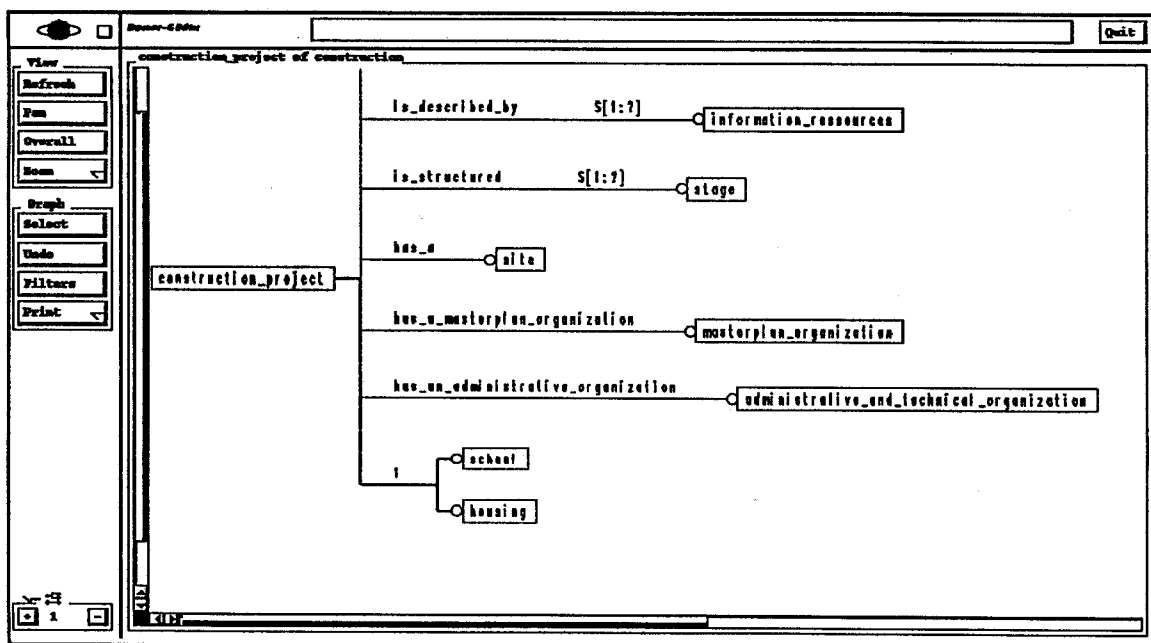 Quit
construction_project of construction
View
Refresh
Pan
Overall
Zoom
Graph
Select
Undo
Filters
Print
is_described_by S[1:?]
information_ressources
is_structured S[1:?]
stage
has_a
site
construction_project
has_a_masterplan_organization
masterplan_organization
has_an_administrative_organization
administrative_and_technical_organization
1
school
housing
+ 1 -